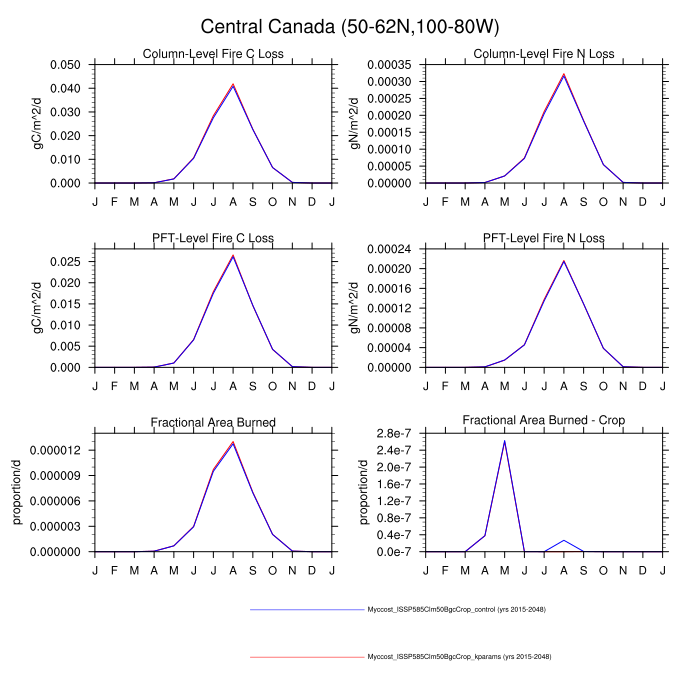 Central Canada (50-62N,100-80W)
Column-Level Fire C Loss
gC/m^2/d
0.050
0.040
0.030
0.020
0.010
0.000
J F M A M J J A S O N D J
Column-Level Fire N Loss
gN/m^2/d
0.00035
0.00030
0.00025
0.00020
0.00015
0.00010
0.00005
0.00000
J F M A M J J A S O N D J
PFT-Level Fire C Loss
gC/m^2/d
0.025
0.020
0.015
0.010
0.005
0.000
J F M A M J J A S O N D J
PFT-Level Fire N Loss
gN/m^2/d
0.00024
0.00020
0.00016
0.00012
0.00008
0.00004
0.00000
J F M A M J J A S O N D J
Fractional Area Burned
proportion/d
0.000012
0.000009
0.000006
0.000003
0.000000
J F M A M J J A S O N D J
Fractional Area Burned - Crop
proportion/d
2.8e-7
2.4e-7
2.0e-7
1.6e-7
1.2e-7
0.8e-7
0.4e-7
0.0e-7
J F M A M J J A S O N D J
Myccost_ISSP585Clm50BgcCrop_control (yrs 2015-2048)
Myccost_ISSP585Clm50BgcCrop_kparams (yrs 2015-2048)